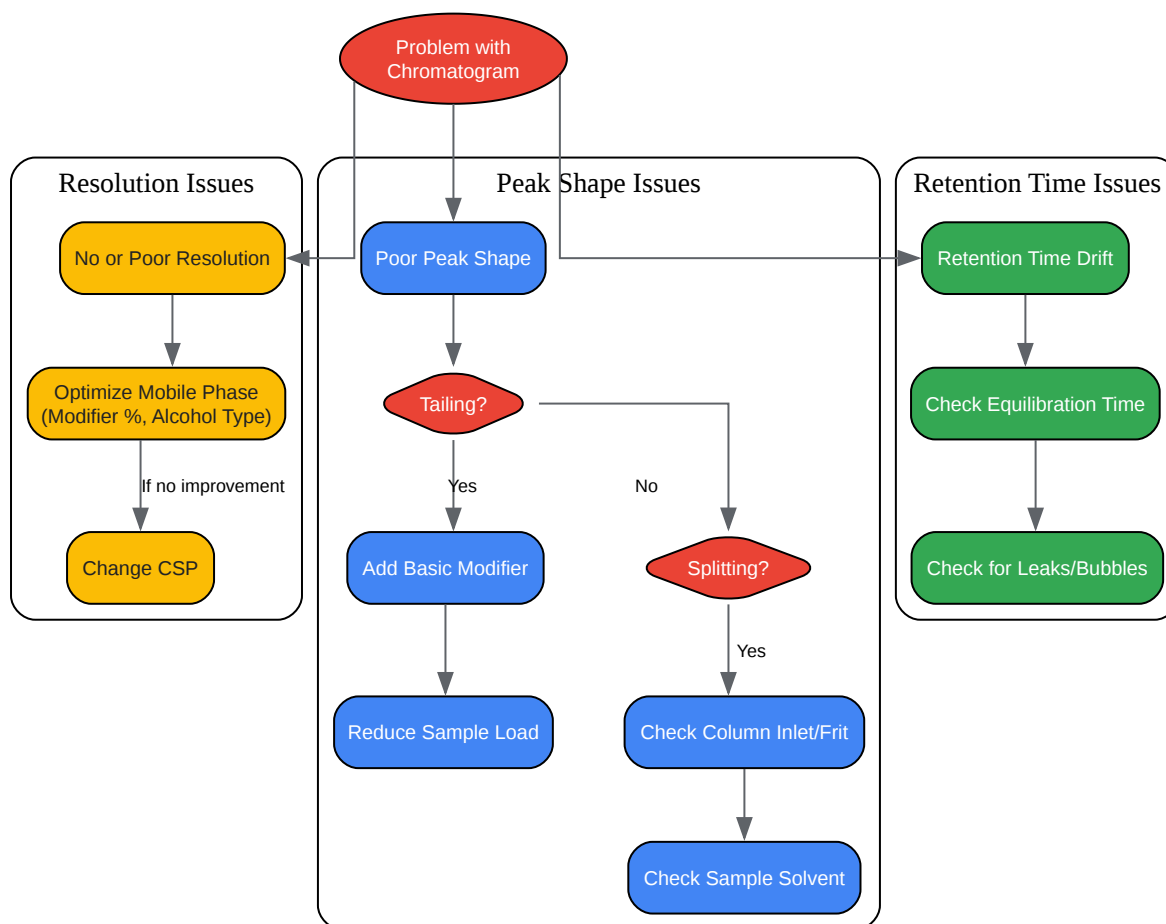 Problem with
Chromatogram
Resolution Issues
Peak Shape Issues
Retention Time Issues
No or Poor Resolution
Poor Peak Shape
Retention Time Drift
Optimize Mobile Phase
(Modifier %, Alcohol Type)
Tailing?
Check Equilibration Time
If no improvement
Yes
No
Change CSP
Add Basic Modifier
Splitting?
Check for Leaks/Bubbles
Yes
Reduce Sample Load
Check Column Inlet/Frit
Check Sample Solvent